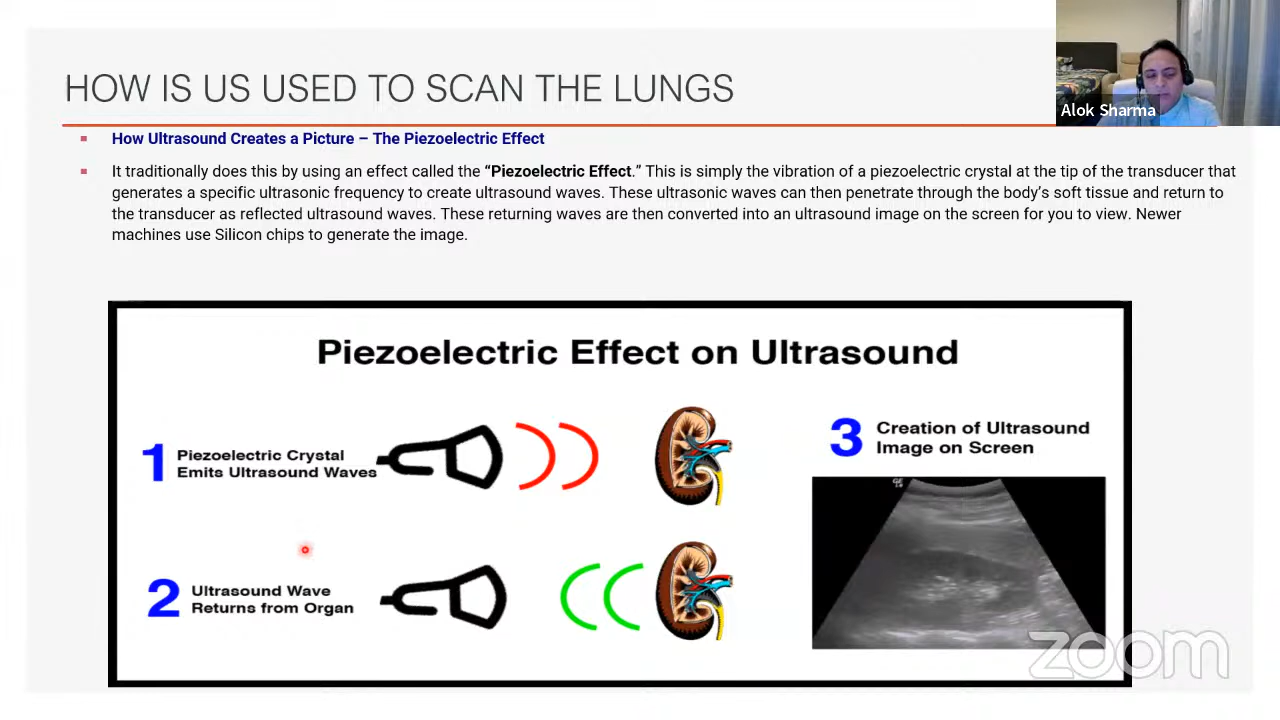 HOW IS US USED TO SCAN THE LUNGS
Alok Sharma
How Ultrasound Creates a Picture – The Piezoelectric Effect
It traditionally does this by using an effect called the “Piezoelectric Effect.” This is simply the vibration of a piezoelectric crystal at the tip of the transducer that
generates a specific ultrasonic frequency to create ultrasound waves. These ultrasonic waves can then penetrate through the body’s soft tissue and return to
the transducer as reflected ultrasound waves. These returning waves are then converted into an ultrasound image on the screen for you to view. Newer
machines use Silicon chips to generate the image.
Piezoelectric Effect on Ultrasound
1 Piezoelectric Crystal
Emits Ultrasound Waves
2 Ultrasound Wave
Returns from Organ
3 Creation of Ultrasound
Image on Screen
GE
zoom